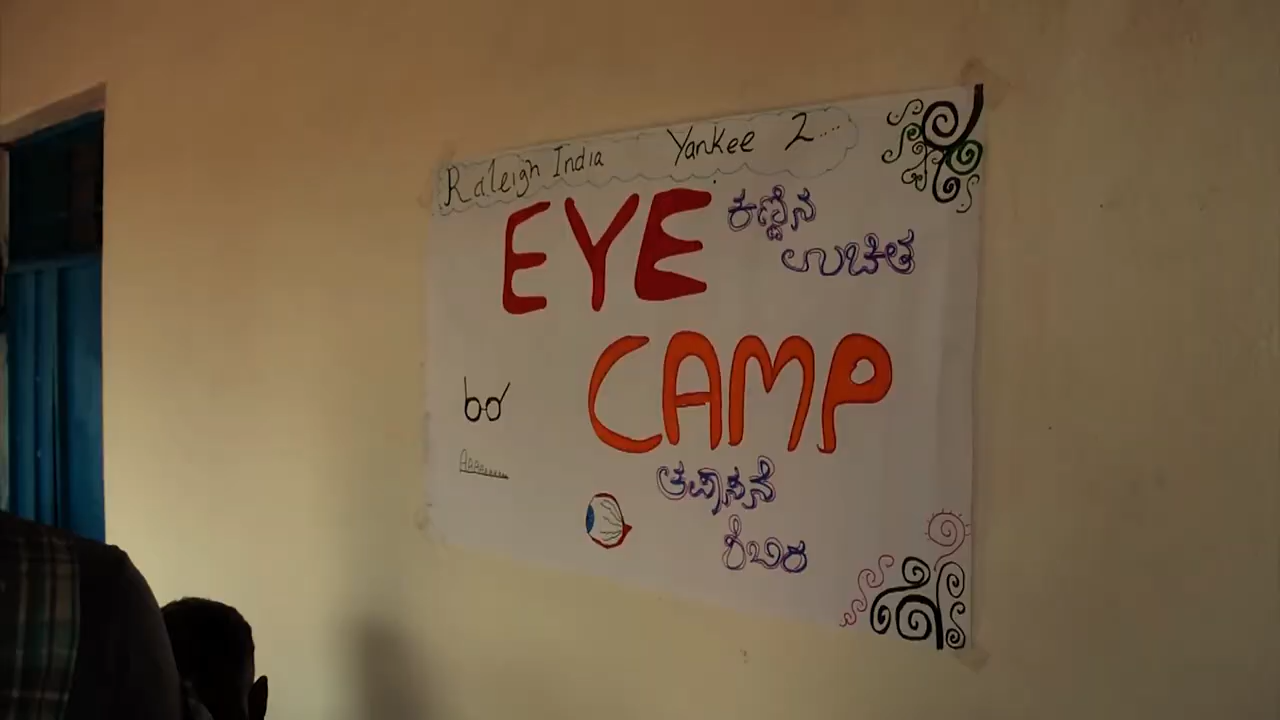 Raleigh India Yankee 2....
EYE
ಕಣ್ಣಿನ
ಉಚಿತ
CAMP
ತಪಾಸನೆ
ಶಿಬಿರ